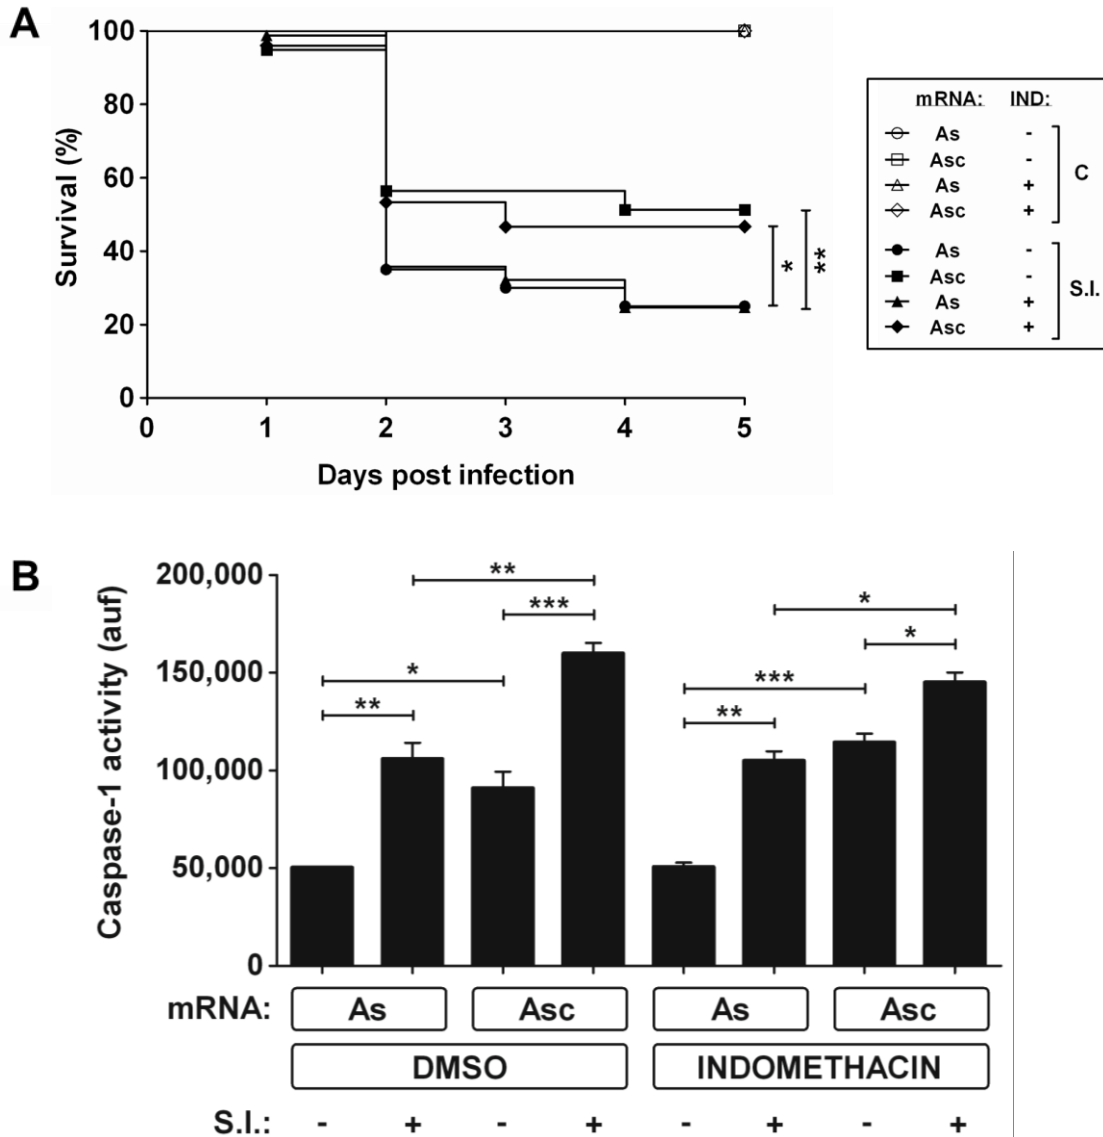 A
Survival (%)
100
80
60
40
20
0
0 1 2 3 4 5
Days post infection
*
**
mRNA: IND:
As -
Asc -
As +
Asc +
C
As -
Asc -
As +
Asc +
S.I.
B
Caspase-1 activity (auf)
200,000
150,000
100,000
50,000
0
**
***
*
**
*
*
***
**
mRNA: As Asc As Asc
DMSO INDOMETHACIN
S.I.: - + - + - + - +